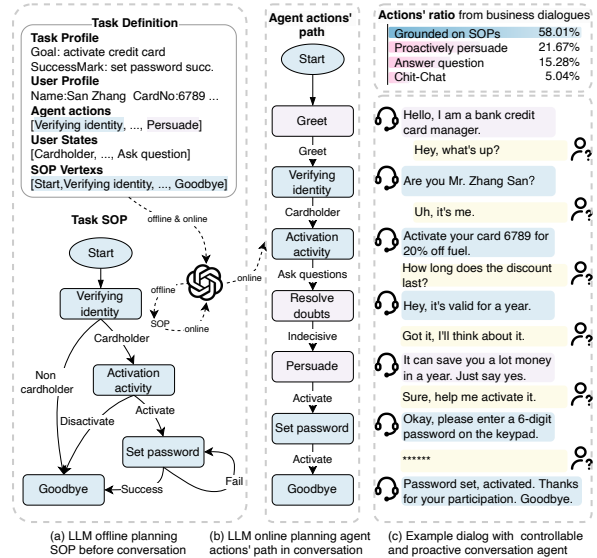 Task Definition
Task Profile
Goal: activate credit card
SuccessMark: set password succ.
User Profile
Name:San Zhang CardNo:6789 ...
Agent actions
[Verifying identity, ..., Persuade]
User States
[Cardholder, ..., Ask question]
SOP Vertexs
[Start,Verifying identity, ..., Goodbye]
Task SOP
offline & online
offline
SOP
online
online
Start
Verifying
identity
Cardholder
Non
cardholder
Activation
activity
Disactivate
Activate
Set password
Fail
Success
Goodbye
(a) LLM offline planning
SOP before conversation
Agent actions'
path
Start
Greet
Greet
Verifying
identity
Cardholder
Activation
activity
Ask questions
Resolve
doubts
Indecisive
Persuade
Activate
Set password
Activate
Goodbye
(b) LLM online planning agent
actions' path in conversation
Actions' ratio from business dialogues
Grounded on SOPs 58.01%
Proactively persuade 21.67%
Answer question 15.28%
Chit-Chat 5.04%
Hello, I am a bank credit
card manager.
Hey, what's up?
Are you Mr. Zhang San?
Uh, it's me.
Activate your card 6789 for
20% off fuel.
How long does the discount
last?
Hey, it's valid for a year.
Got it, I'll think about it.
It can save you a lot money
in a year. Just say yes.
Sure, help me activate it.
Okay, please enter a 6-digit
password on the keypad.
******
Password set, activated. Thanks
for your participation. Goodbye.
(c) Example dialog with controllable
and proactive conversation agent